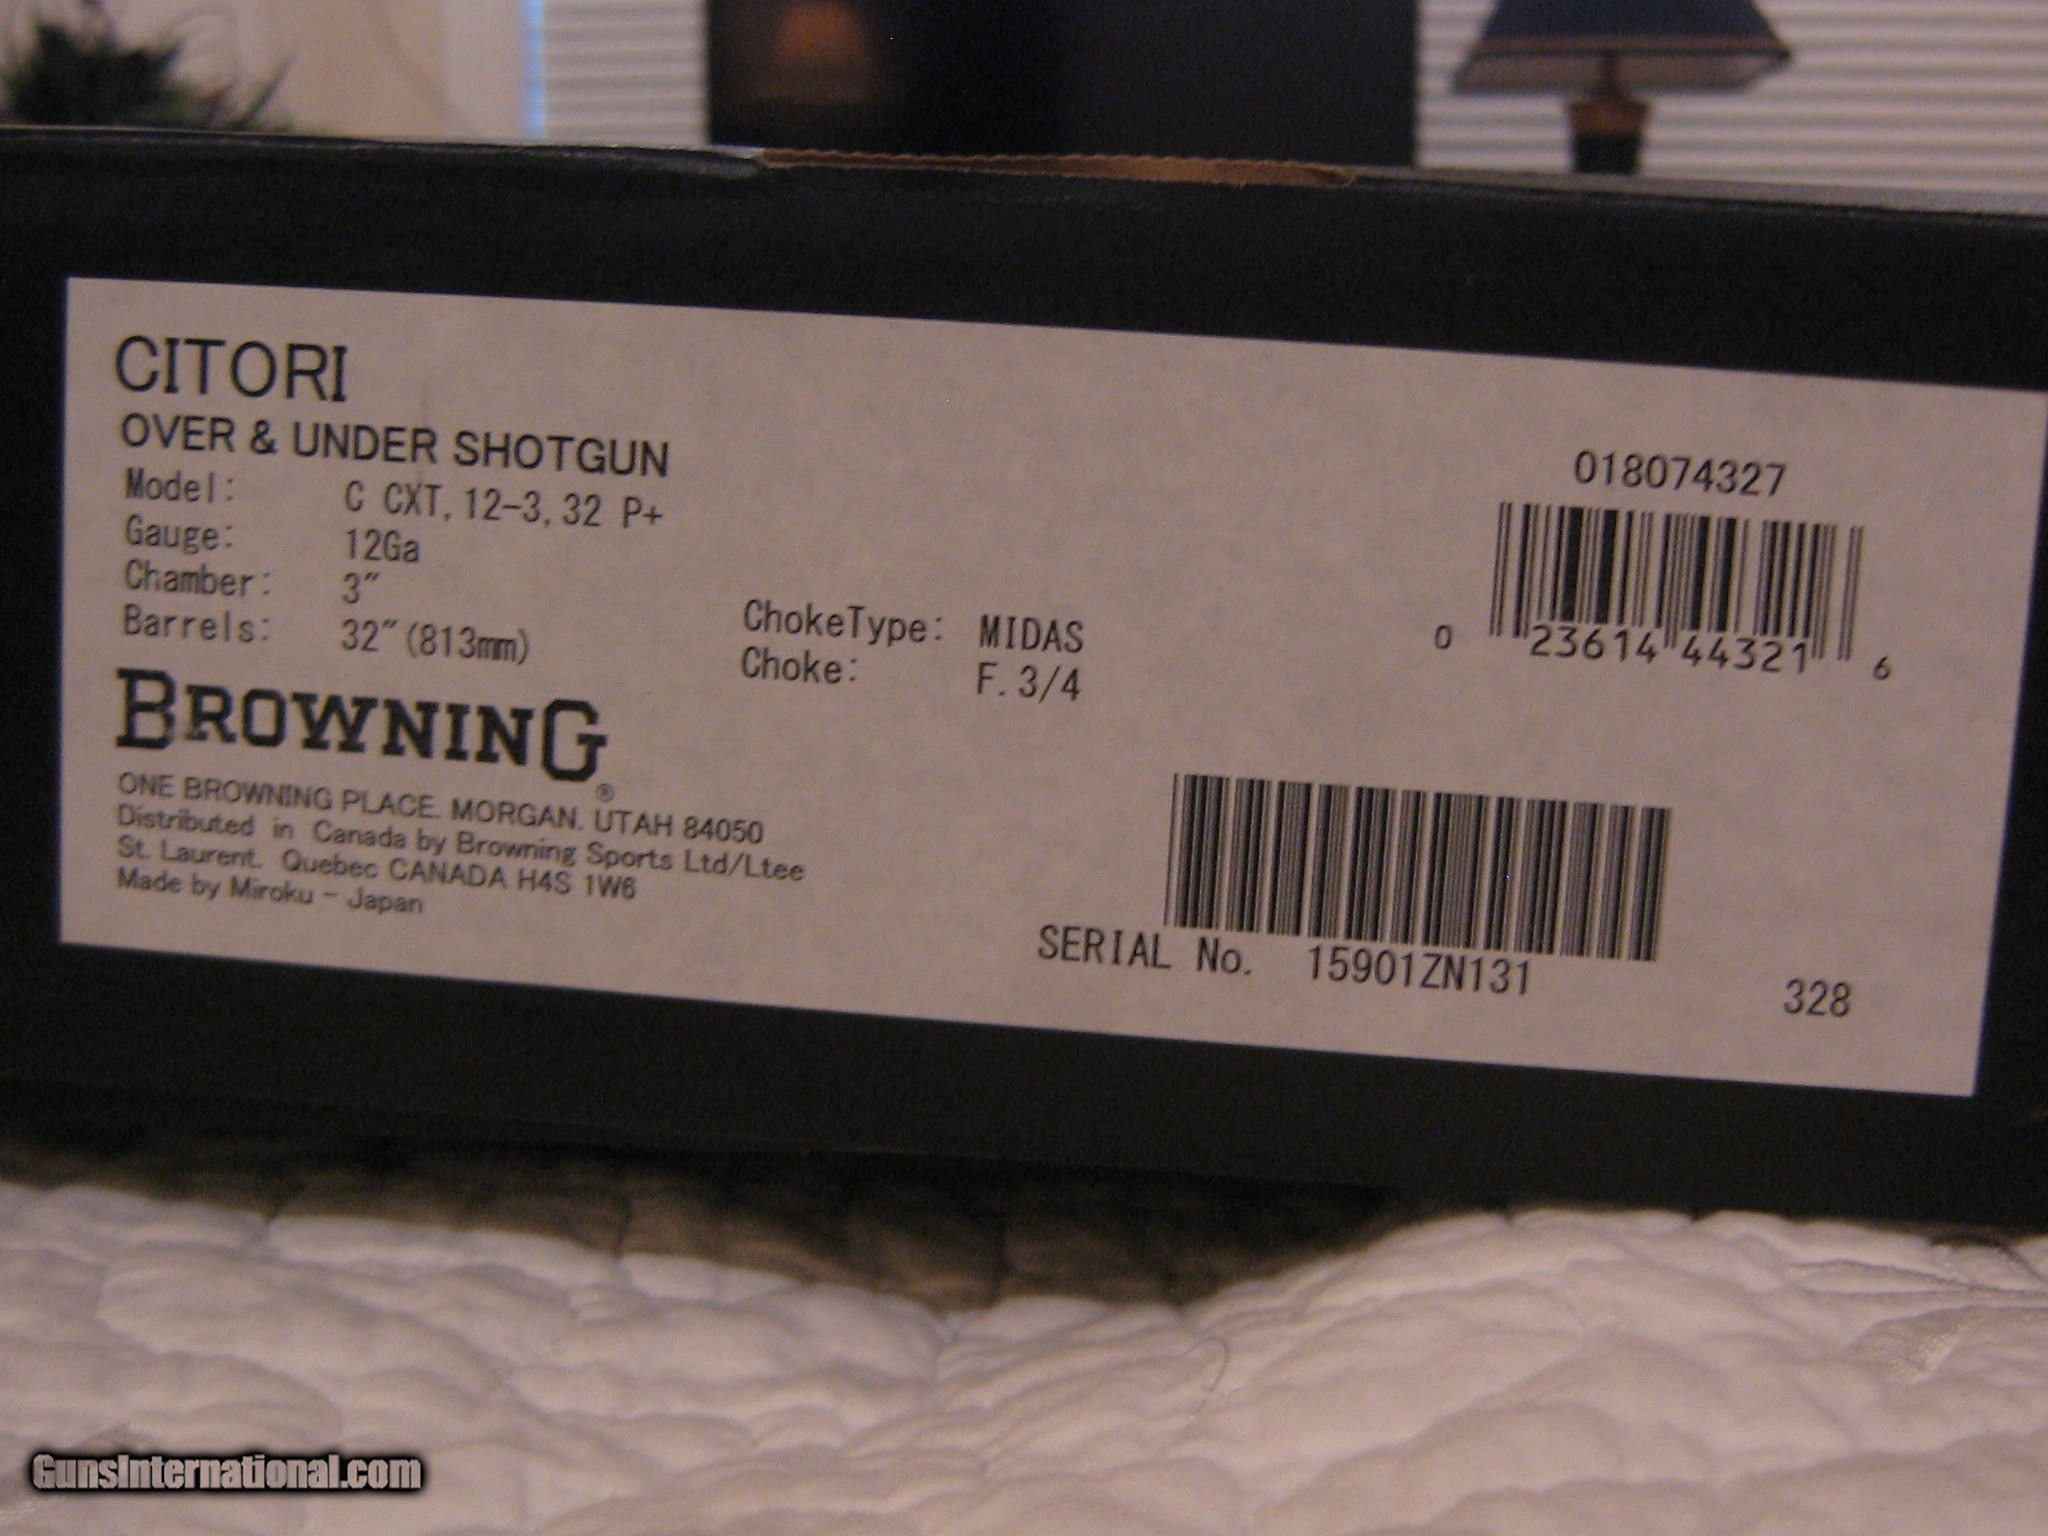 CITORI
OVER & UNDER SHOTGUN
Model: C CXT, 12-3, 32 P+
Gauge: 12Ga
Chamber: 3"
Barrels: 32"(813mm)
ChokeType: MIDAS
Choke: F. 3/4
BROWNING®
ONE BROWNING PLACE. MORGAN. UTAH 84050
Distributed in Canada by Browning Sports Ltd/Ltee
St. Laurent. Quebec CANADA H4S 1W6
Made by Miroku - Japan
018074327
0 23614 44321 6
SERIAL No. 15901ZN131
328
GunsInternational.com